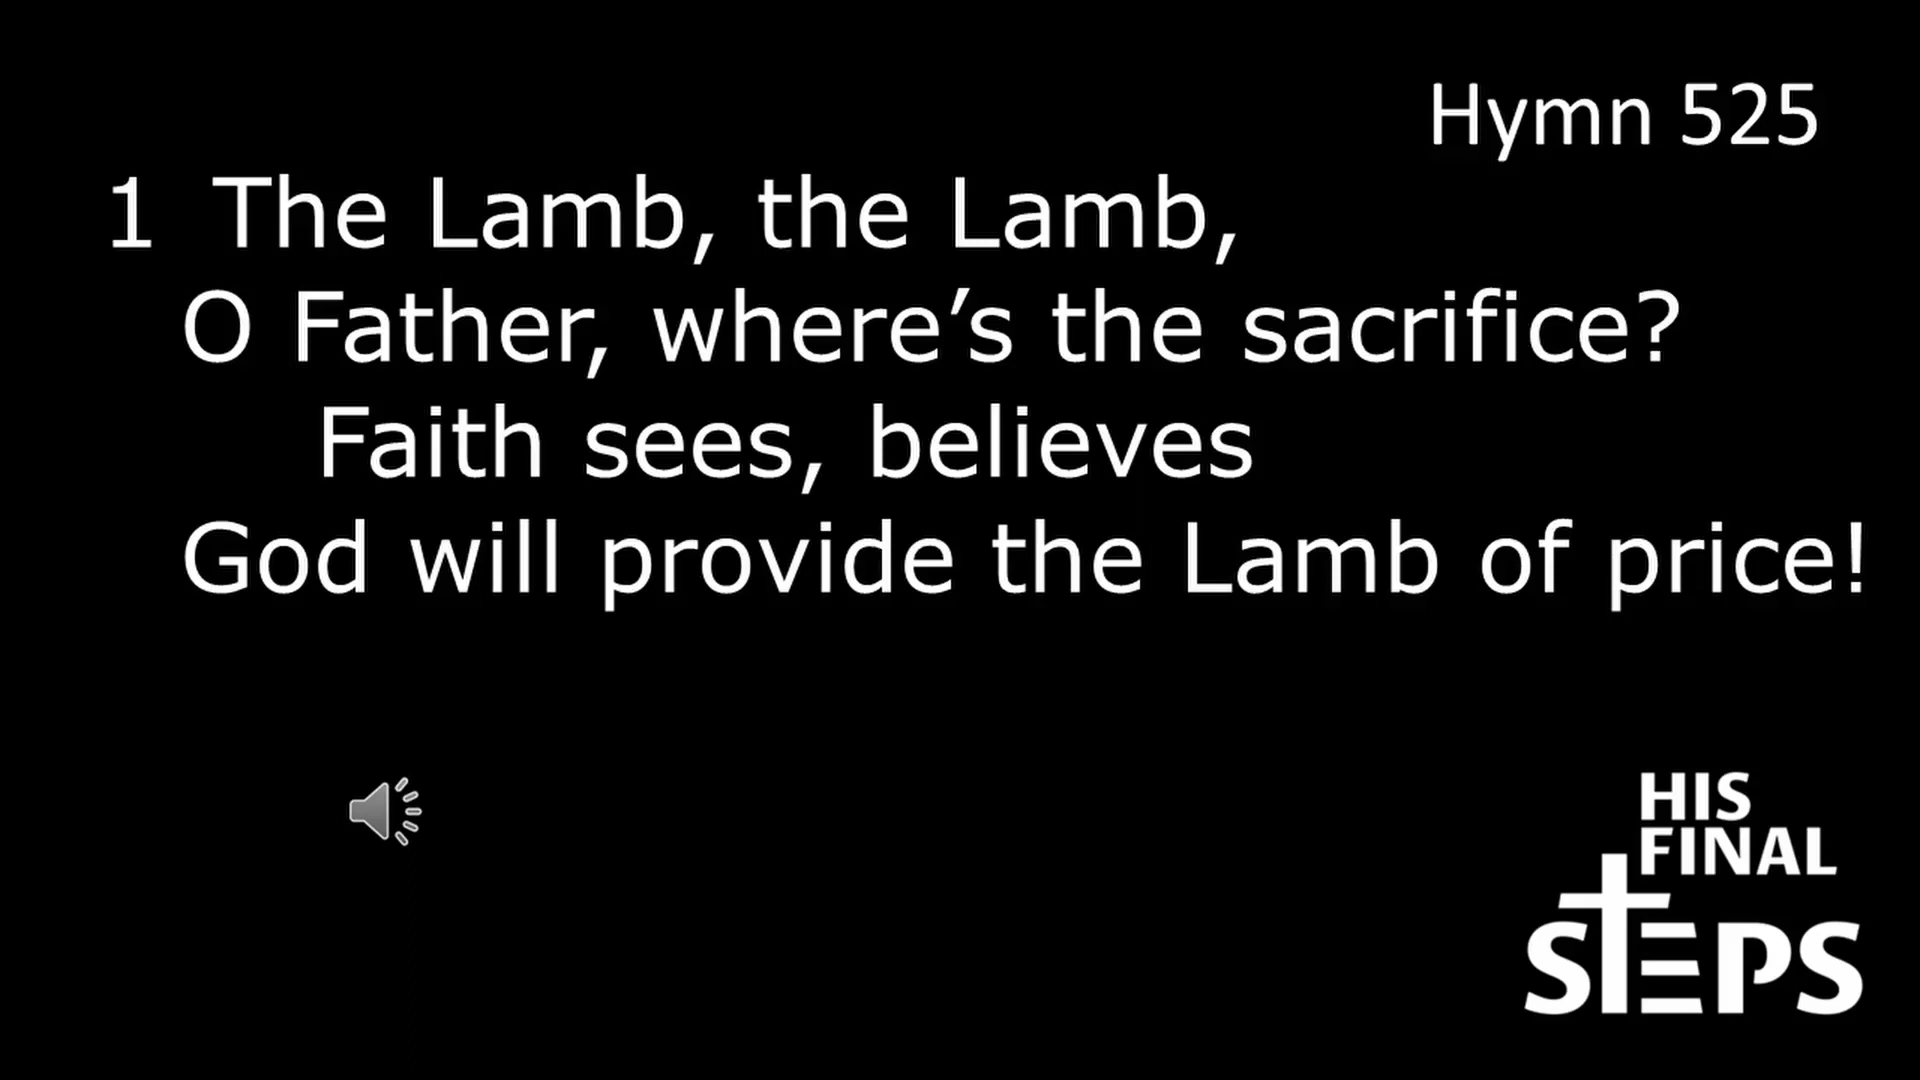 Hymn 525
1 The Lamb, the Lamb,
O Father, where’s the sacrifice?
Faith sees, believes
God will provide the Lamb of price!
HIS
FINAL
STEPS